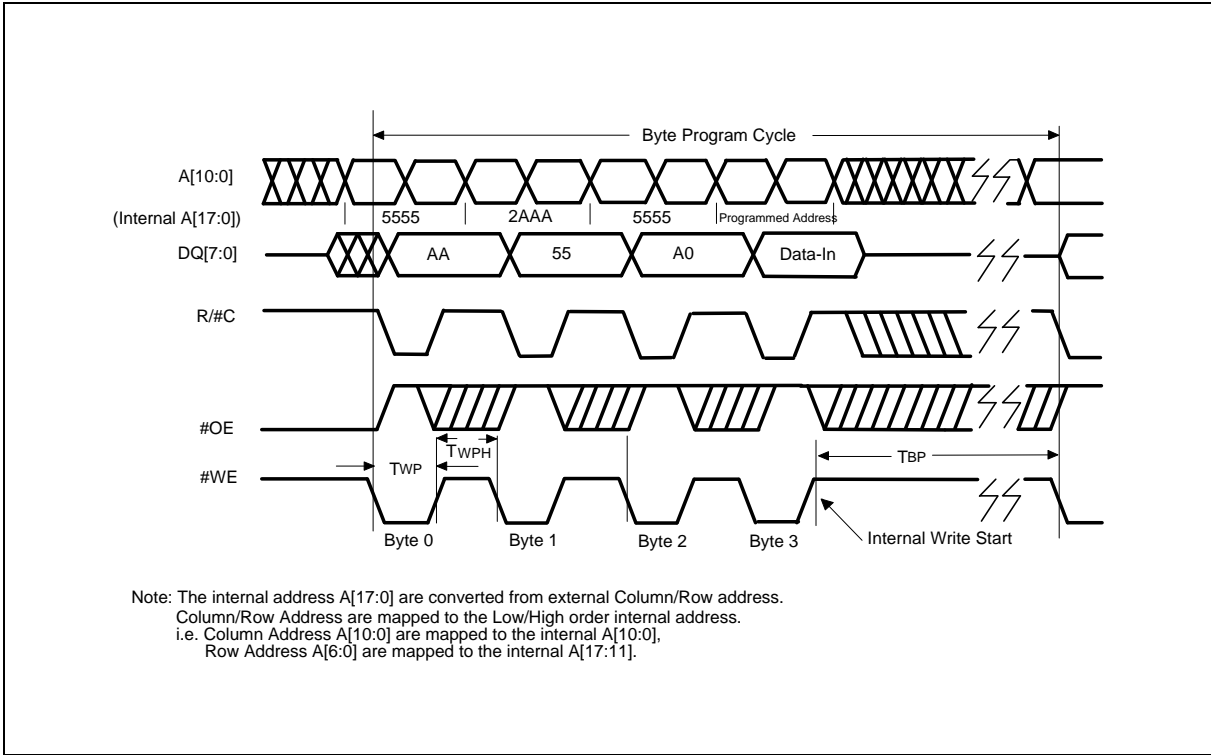 Byte Program Cycle
A[10:0]
(Internal A[17:0])
5555
2AAA
5555
Programmed Address
DQ[7:0]
AA
55
A0
Data-In
R/#C
#OE
TWPH
TWP
TBP
#WE
Byte 0
Byte 1
Byte 2
Byte 3
Internal Write Start
Note: The internal address A[17:0] are converted from external Column/Row address.
Column/Row Address are mapped to the Low/High order internal address.
i.e. Column Address A[10:0] are mapped to the internal A[10:0],
Row Address A[6:0] are mapped to the internal A[17:11].